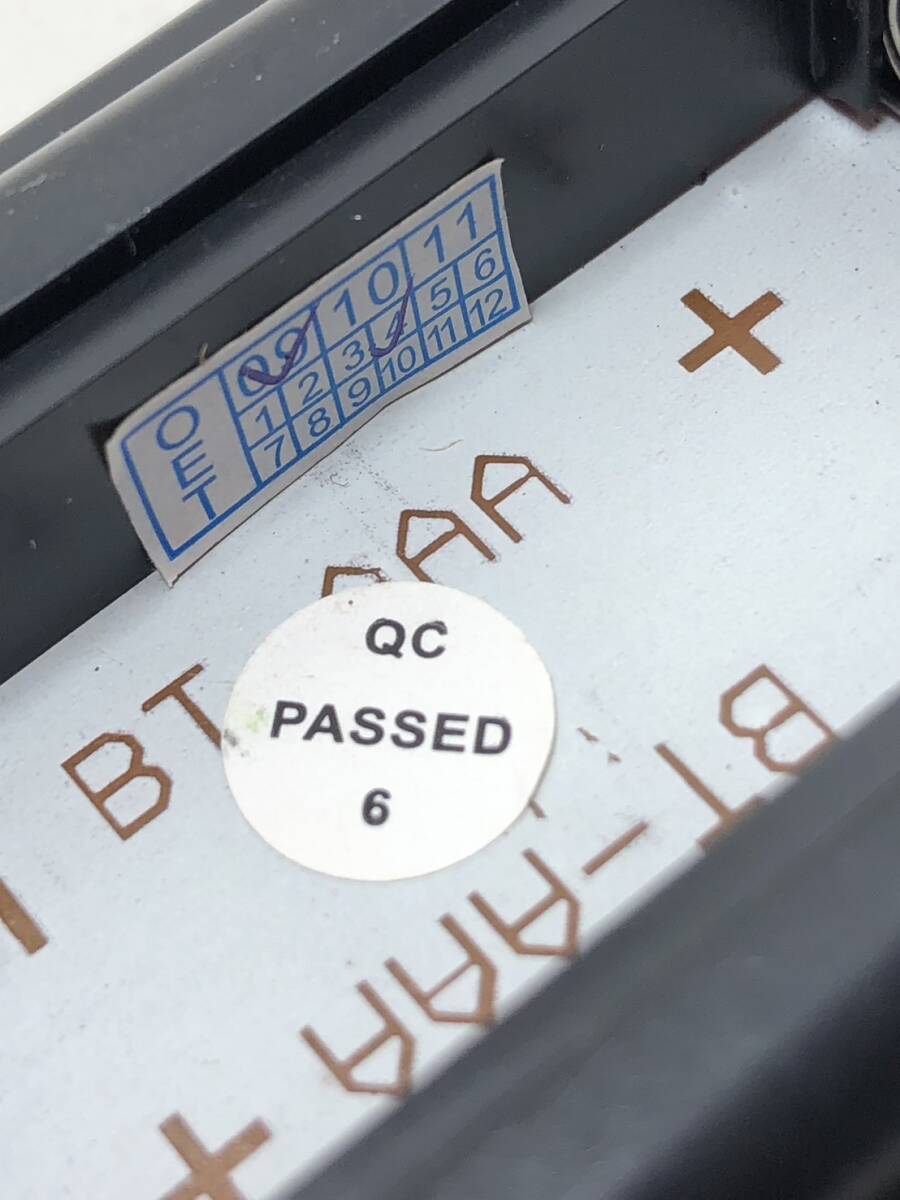 OET
09 10 11
1 2 3 4 5 6
7 8 9 10 11 12
BT AAA
QC
PASSED
6
BT-AAA